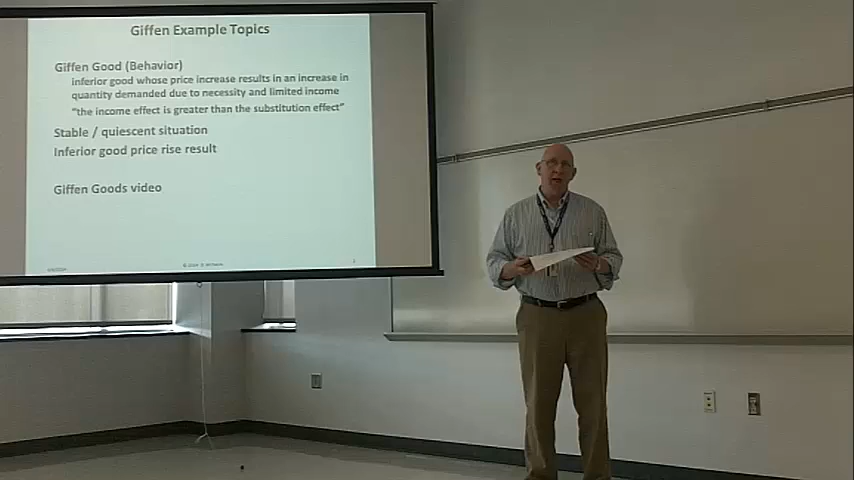 Giffen Example Topics
Giffen Good (Behavior)
inferior good whose price increase results in an increase in
quantity demanded due to necessity and limited income
"the income effect is greater than the substitution effect"
Stable / quiescent situation
Inferior good price rise result
Giffen Goods video